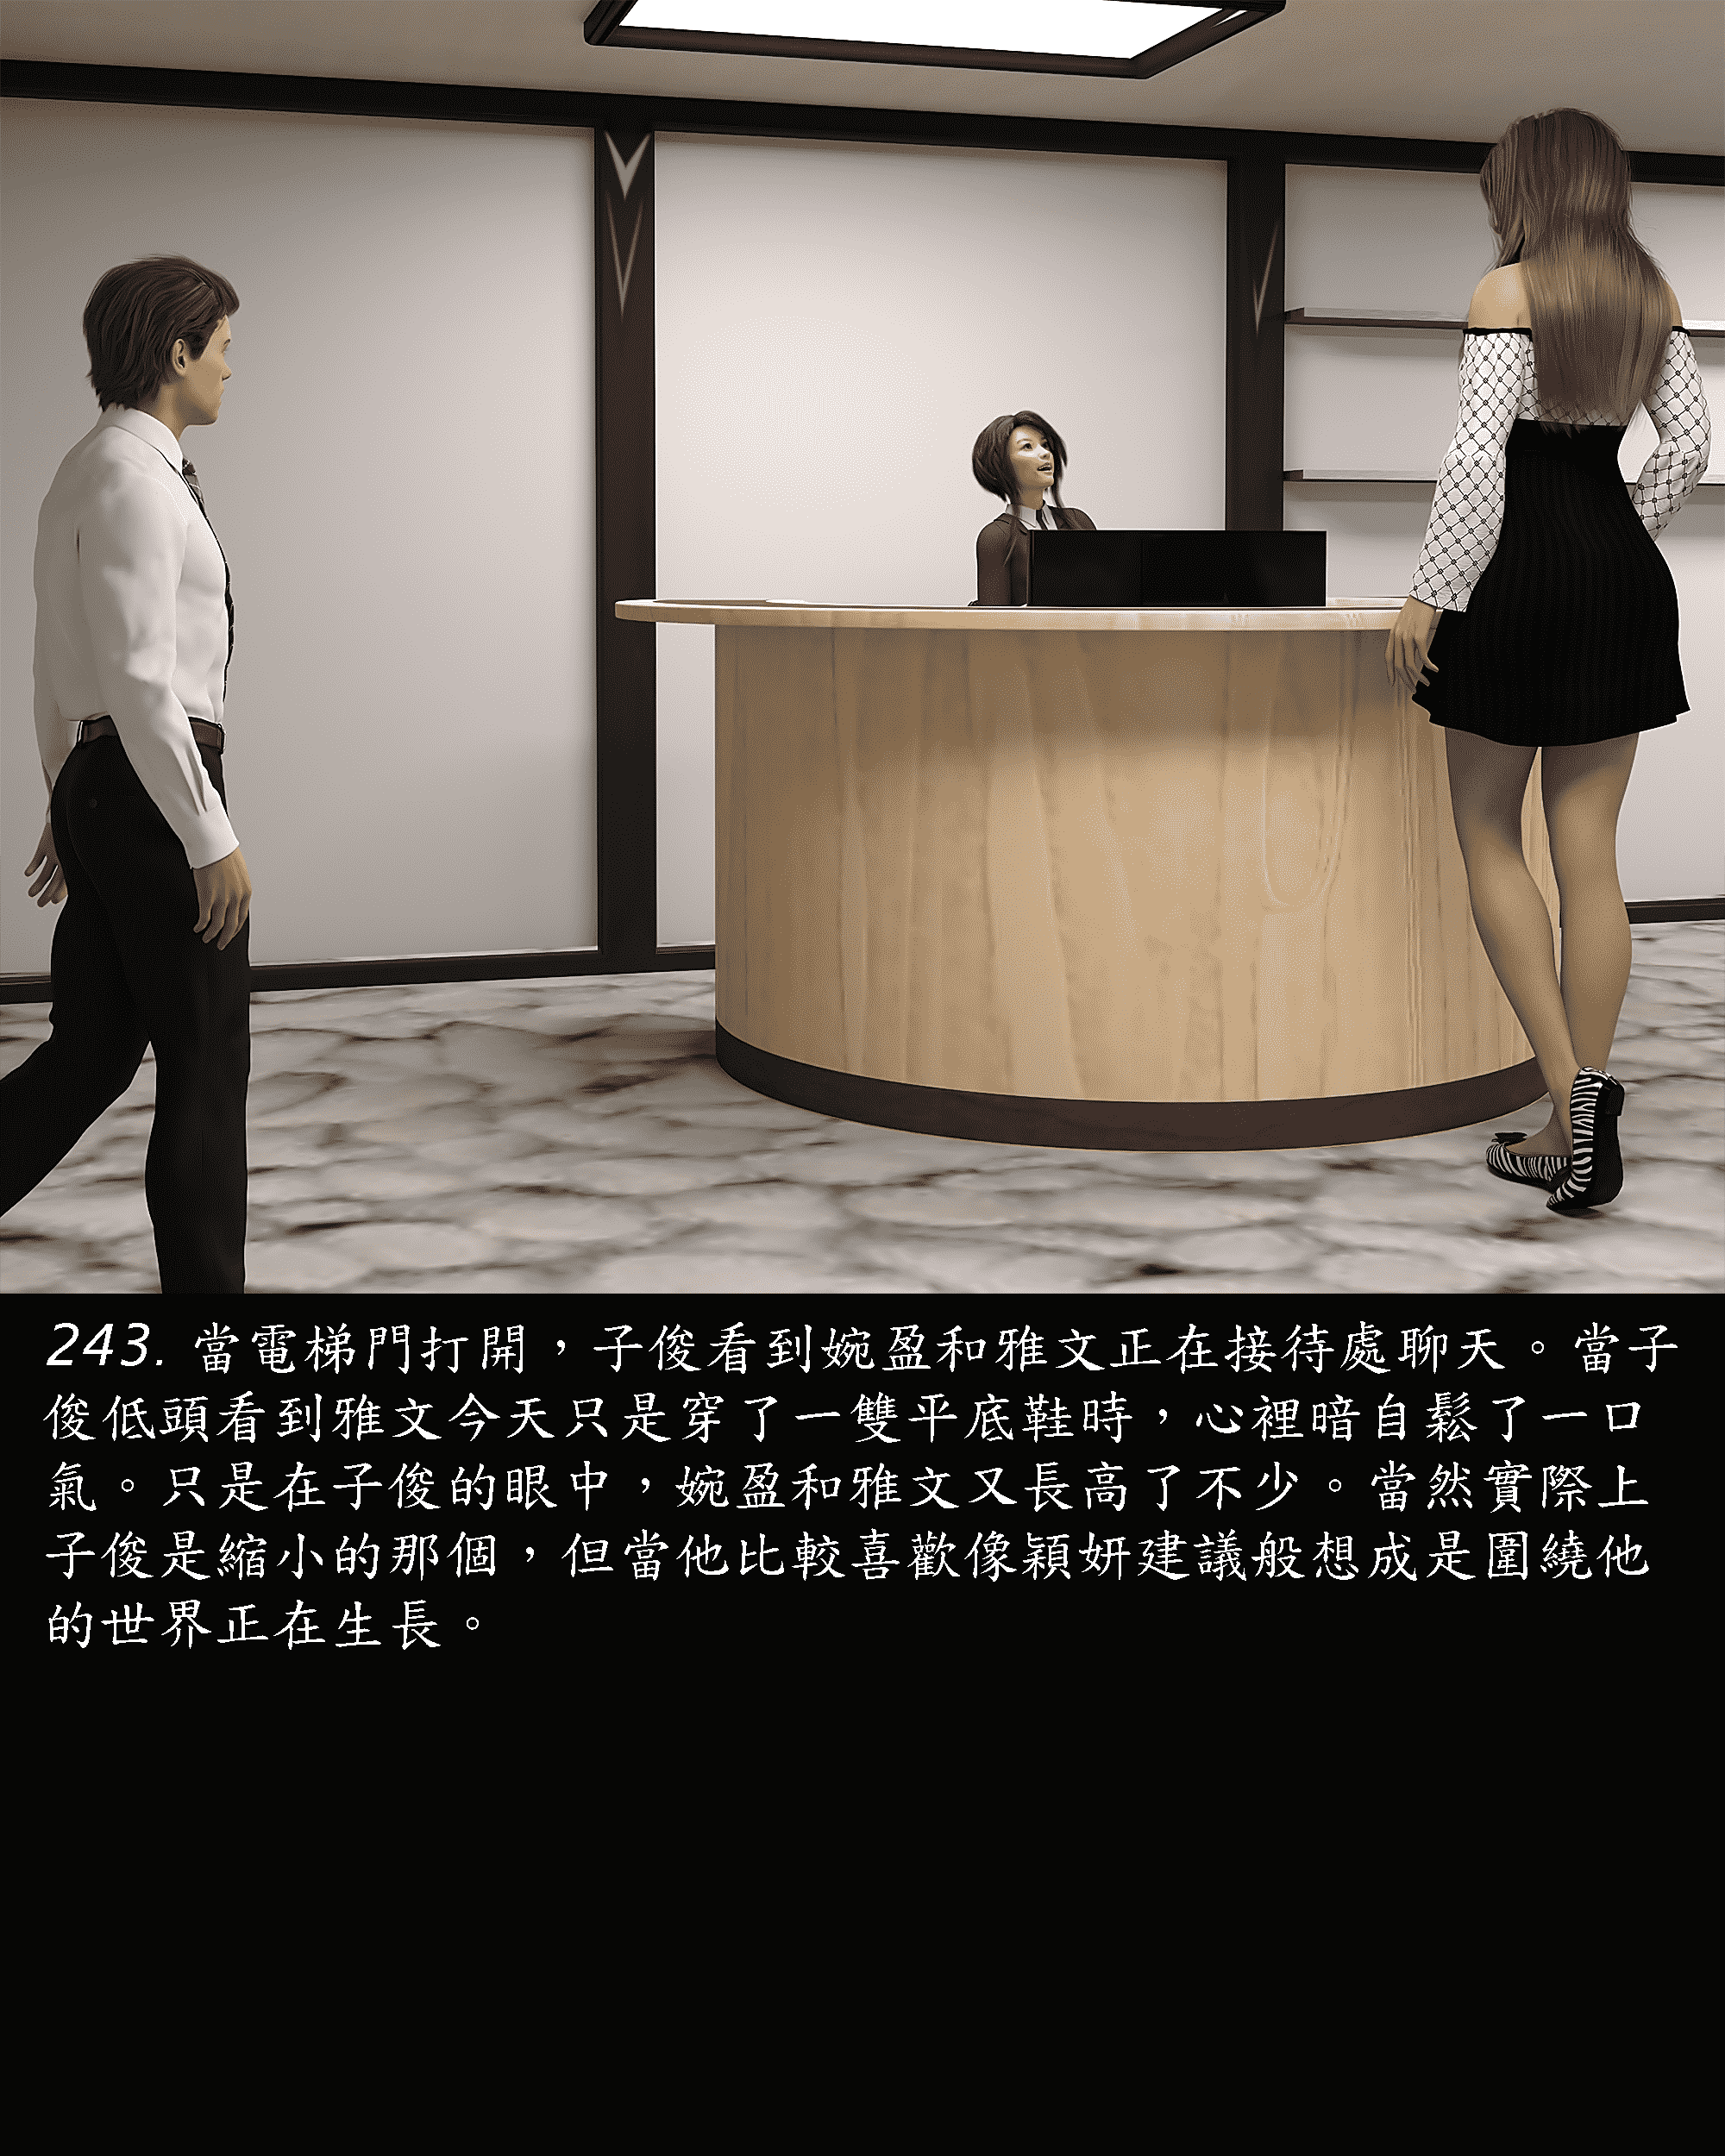 243. 當電梯門打開，子俊看到婉盈和雅文正在接待處聊天。當子
俊低頭看到雅文今天只是穿了一雙平底鞋時，心裡暗自鬆了一口
氣。只是在子俊的眼中，婉盈和雅文又長高了不少。當然實際上
子俊是縮小的那個，但當他比較喜歡像穎妍建議般想成是圍繞他
的世界正在生長。